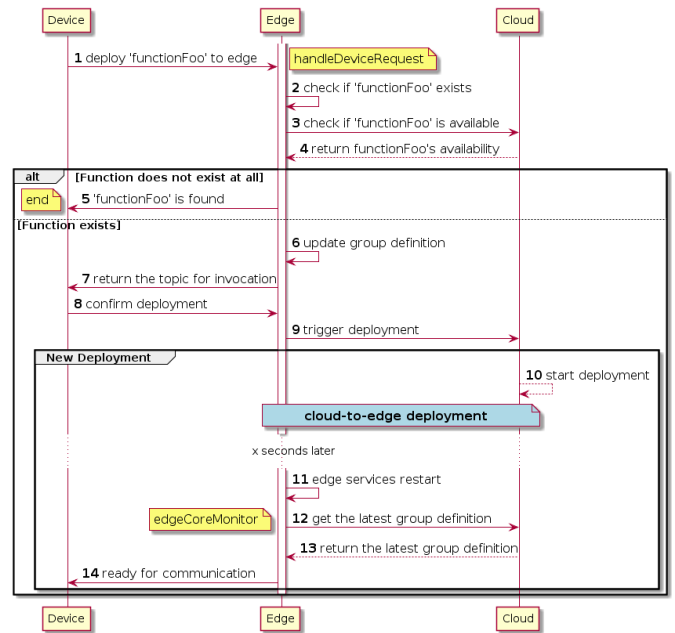 Device Edge Cloud
1 deploy 'functionFoo' to edge
handleDeviceRequest
2 check if 'functionFoo' exists
3 check if 'functionFoo' is available
4 return functionFoo's availability
alt [Function does not exist at all]
end
5 'functionFoo' is found
[Function exists]
6 update group definition
7 return the topic for invocation
8 confirm deployment
9 trigger deployment
New Deployment
10 start deployment
cloud-to-edge deployment
x seconds later
11 edge services restart
edgeCoreMonitor
12 get the latest group definition
13 return the latest group definition
14 ready for communication
Device Edge Cloud